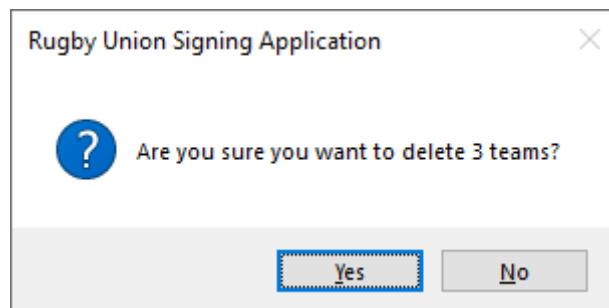 Rugby Union Signing Application
Are you sure you want to delete 3 teams?
Yes
No